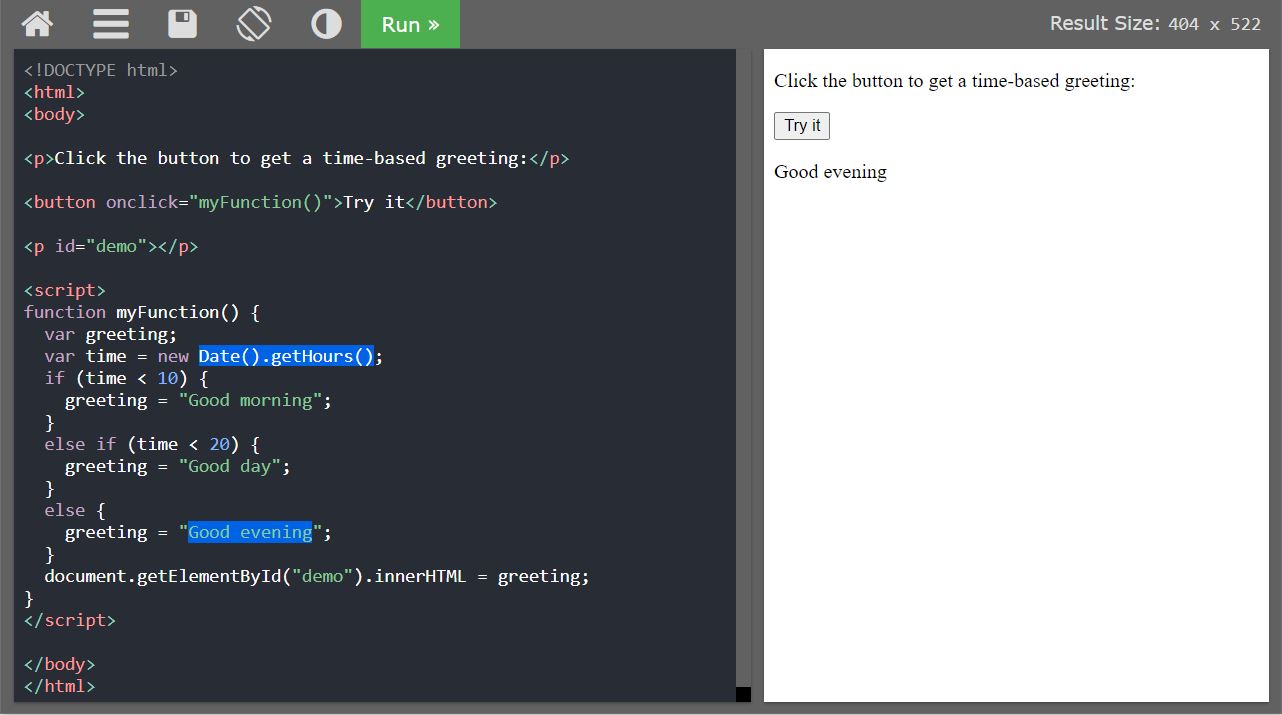 Run »
Result Size: 404 x 522
<!DOCTYPE html>
<html>
<body>
<p>Click the button to get a time-based greeting:</p>
<button onclick="myFunction()">Try it</button>
<p id="demo"></p>
<script>
function myFunction() {
  var greeting;
  var time = new Date().getHours();
  if (time < 10) {
    greeting = "Good morning";
  }
  else if (time < 20) {
    greeting = "Good day";
  }
  else {
    greeting = "Good evening";
  }
  document.getElementById("demo").innerHTML = greeting;
}
</script>
</body>
</html>
Click the button to get a time-based greeting:
Try it
Good evening